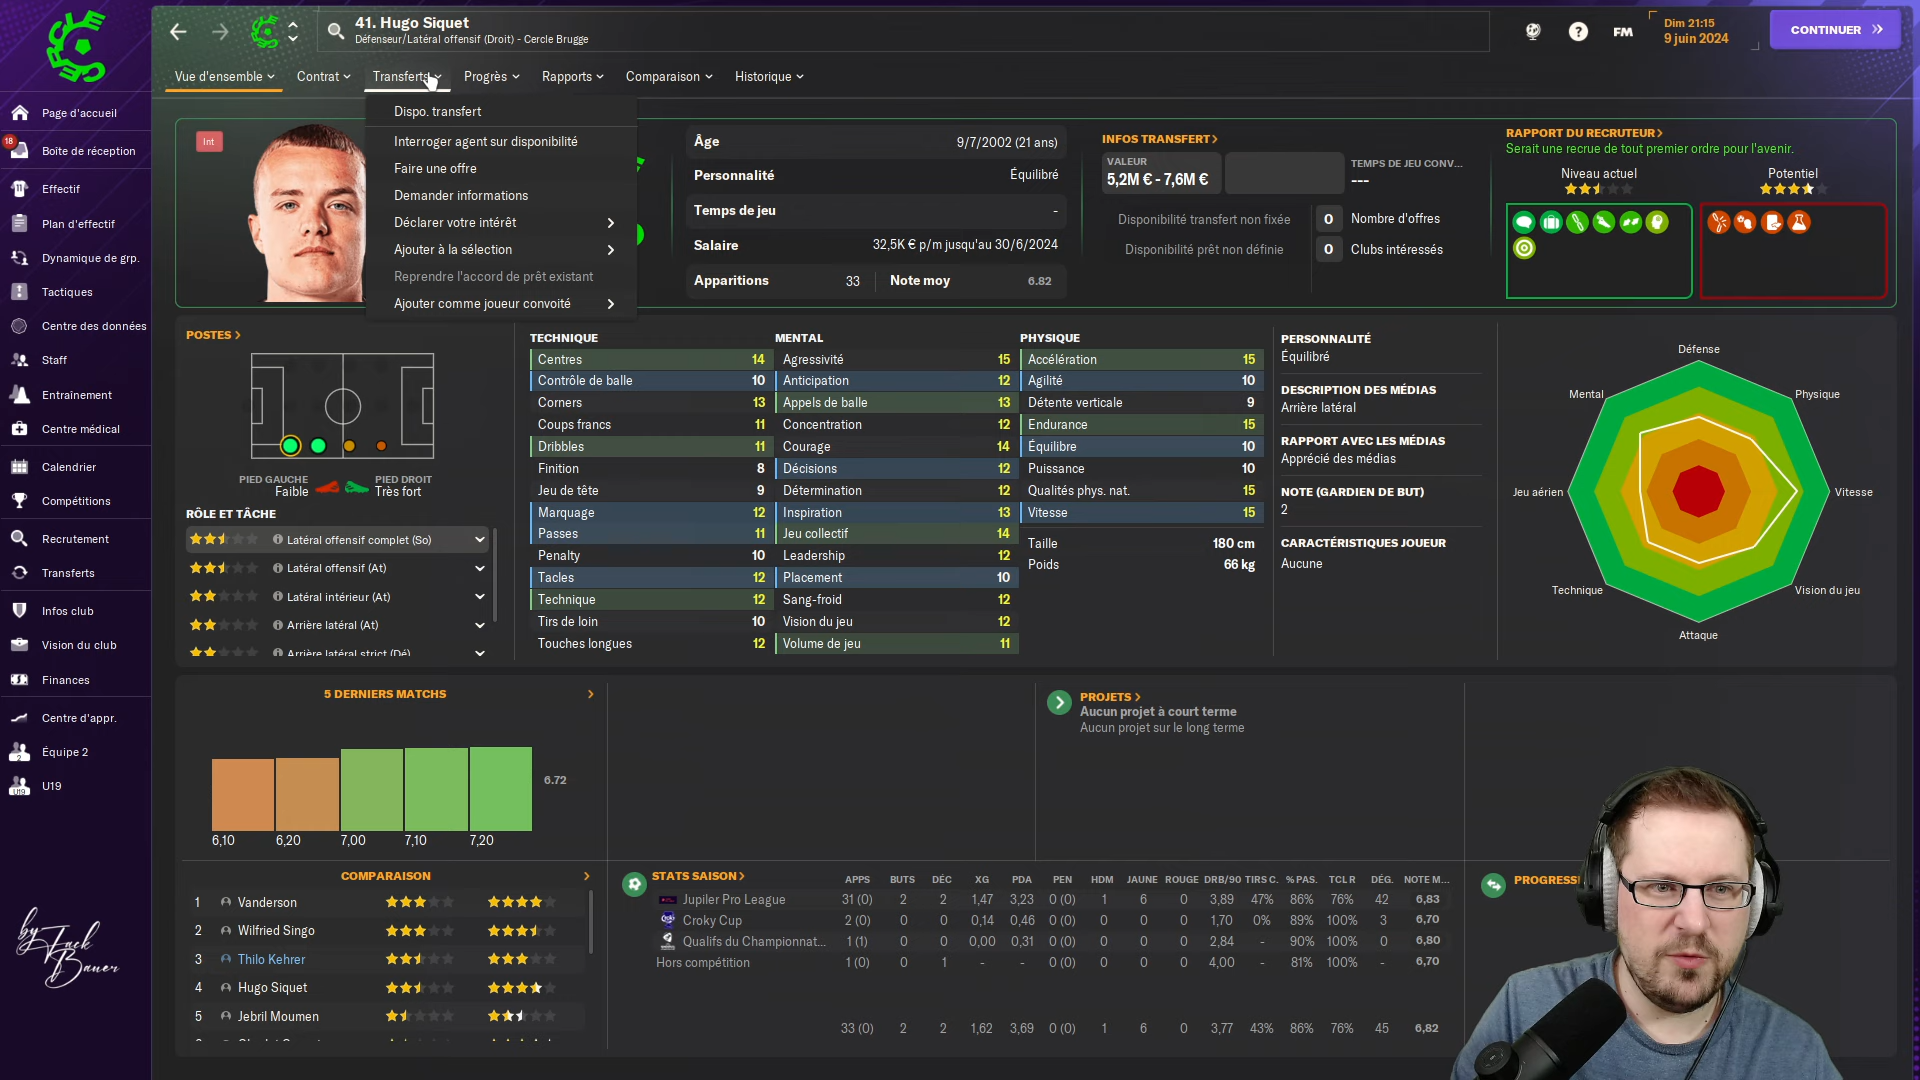 41. Hugo Siquet
Défenseur/Latéral offensif (Droit) - Cercle Brugge
Dim 21:15
9 juin 2024
CONTINUER
FM
Vue d'ensemble
Contrat
Transferts
Progrès
Rapports
Comparaison
Historique
Page d'accueil
18
Boîte de réception
Effectif
Plan d'effectif
Dynamique de grp.
Tactiques
Centre des données
Staff
Entraînement
Centre médical
Calendrier
Compétitions
Recrutement
Transferts
Infos club
Vision du club
Finances
Centre d'appr.
Équipe 2
U19
Dispo. transfert
Interroger agent sur disponibilité
Faire une offre
Demander informations
Déclarer votre intérêt
Ajouter à la sélection
Reprendre l'accord de prêt existant
Ajouter comme joueur convoité
Int
Âge 9/7/2002 (21 ans)
Personnalité Équilibré
Temps de jeu -
Salaire 32,5K € p/m jusqu'au 30/6/2024
Apparitions 33 Note moy 6.82
INFOS TRANSFERT
VALEUR
5,2M € - 7,6M €
TEMPS DE JEU CONV...
---
Disponibilité transfert non fixée
Disponibilité prêt non définie
0 Nombre d'offres
0 Clubs intéressés
RAPPORT DU RECRUTEUR
Serait une recrue de tout premier ordre pour l'avenir.
Niveau actuel
Potentiel
POSTES
PIED GAUCHE
Faible
PIED DROIT
Très fort
RÔLE ET TÂCHE
Latéral offensif complet (So)
Latéral offensif (At)
Latéral intérieur (At)
Arrière latéral (At)
Arrière latéral strict (Dé)
TECHNIQUE
Centres 14
Contrôle de balle 10
Corners 13
Coups francs 11
Dribbles 11
Finition 8
Jeu de tête 9
Marquage 12
Passes 11
Penalty 10
Tacles 12
Technique 12
Tirs de loin 10
Touches longues 12
MENTAL
Agressivité 15
Anticipation 12
Appels de balle 13
Concentration 12
Courage 14
Décisions 12
Détermination 12
Inspiration 13
Jeu collectif 14
Leadership 12
Placement 10
Sang-froid 12
Vision du jeu 12
Volume de jeu 11
PHYSIQUE
Accélération 15
Agilité 10
Détente verticale 9
Endurance 15
Équilibre 10
Puissance 10
Qualités phys. nat. 15
Vitesse 15
Taille 180 cm
Poids 66 kg
PERSONNALITÉ
Équilibré
DESCRIPTION DES MÉDIAS
Arrière latéral
RAPPORT AVEC LES MÉDIAS
Apprécié des médias
NOTE (GARDIEN DE BUT)
2
CARACTÉRISTIQUES JOUEUR
Aucune
Défense
Physique
Vitesse
Vision du jeu
Attaque
Technique
Jeu aérien
Mental
5 DERNIERS MATCHS
6.72
6,10 6,20 7,00 7,10 7,20
PROJETS
Aucun projet à court terme
Aucun projet sur le long terme
COMPARAISON
1 Vanderson
2 Wilfried Singo
3 Thilo Kehrer
4 Hugo Siquet
5 Jebril Moumen
STATS SAISON APPS BUTS DÉC XG PDA PEN HDM JAUNE ROUGE DRB/90 TIRS C. % PAS. TCL R DÉG. NOTE M...
Jupiler Pro League 31 (0) 2 2 1,47 3,23 0 (0) 1 6 0 3,89 47% 86% 76% 42 6,83
Croky Cup 2 (0) 0 0 0,14 0,46 0 (0) 0 0 0 1,70 0% 89% 100% 3 6,70
Qualifs du Championnat... 1 (1) 0 0 0,00 0,31 0 (0) 0 0 0 2,84 - 90% 100% 0 6,80
Hors compétition 1 (0) 0 1 - - 0 (0) 0 0 0 4,00 - 81% 100% - 6,70
33 (0) 2 2 1,62 3,69 0 (0) 1 6 0 3,77 43% 86% 76% 45 6,82
PROGRESSI
by Zack
Bauer